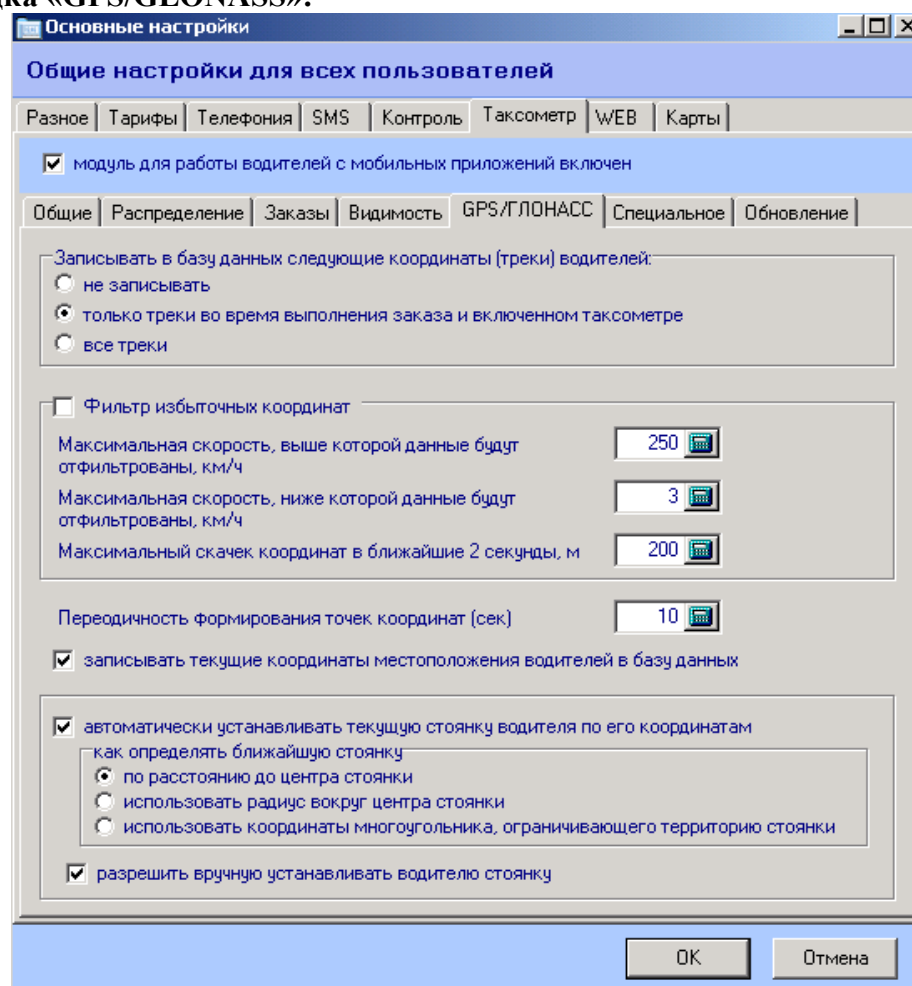 «GPS/GLONASS».
Основные настройки
Общие настройки для всех пользователей
Разное Тарифы Телефония SMS Контроль Таксометр WEB Карты
модуль для работы водителей с мобильных приложений включен
Общие Распределение Заказы Видимость GPS/ГЛОНАСС Специальное Обновление
Записывать в базу данных следующие координаты (треки) водителей:
не записывать
только треки во время выполнения заказа и включенном таксометре
все треки
Фильтр избыточных координат
Максимальная скорость, выше которой данные будут
отфильтрованы, км/ч
250
Максимальная скорость, ниже которой данные будут
отфильтрованы, км/ч
3
Максимальный скачек координат в ближайшие 2 секунды, м
200
Переодичность формирования точек координат (сек)
10
записывать текущие координаты местоположения водителей в базу данных
автоматически устанавливать текущую стоянку водителя по его координатам
как определять ближайшую стоянку
по расстоянию до центра стоянки
использовать радиус вокруг центра стоянки
использовать координаты многоугольника, ограничивающего территорию стоянки
разрешить вручную устанавливать водителю стоянку
OK Отмена